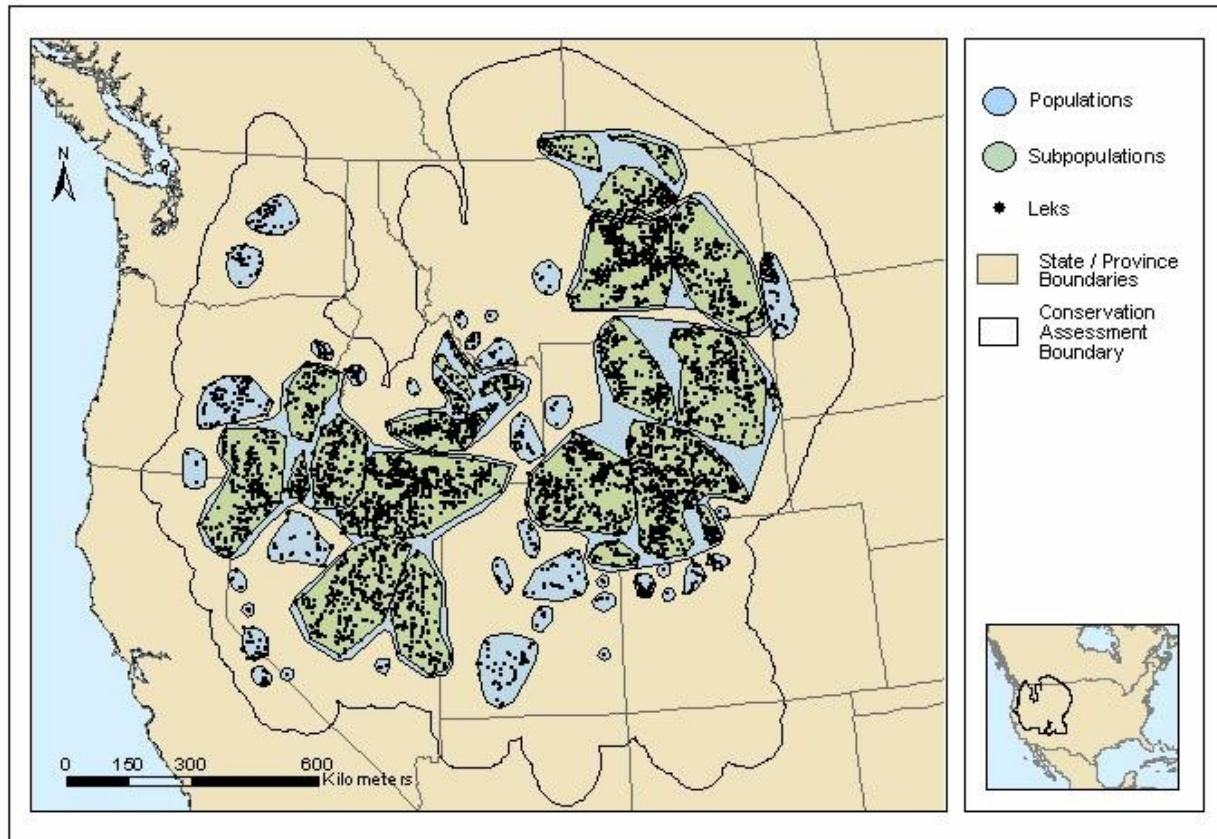 N
0 150 300 600
Kilometers
Populations
Subpopulations
Leks
State / Province
Boundaries
Conservation
Assessment
Boundary